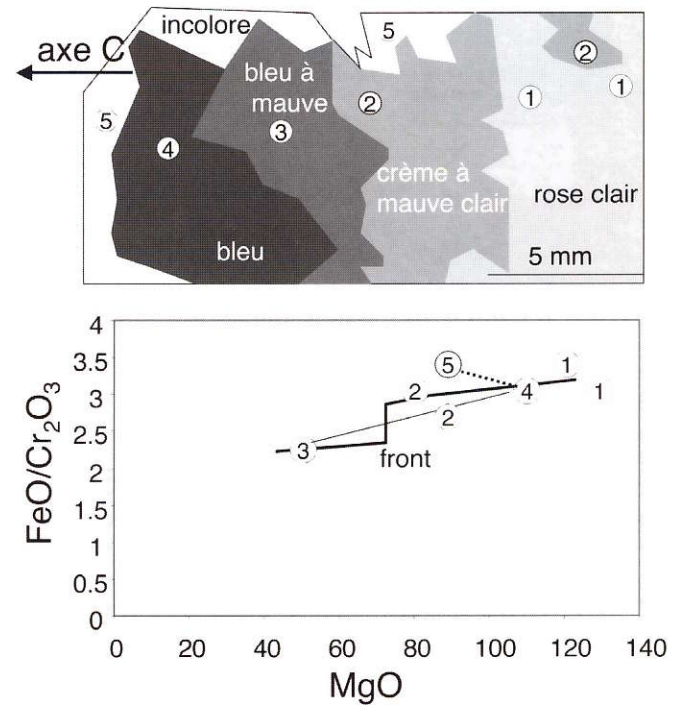 incolore
5
axe C
bleu à
mauve
2
2
1
1
5
4
3
crème à
mauve clair
rose clair
bleu
5 mm
4
3.5
3
2.5
2
1.5
1
0.5
0
FeO/Cr₂O₃
5
1
2
4
1
2
3
front
0
20
40
60
80
100
120
140
MgO